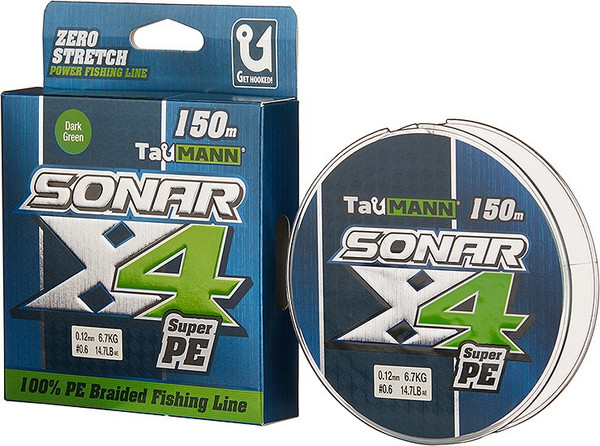 ZERO
STRETCH
POWER FISHING LINE
GET HOOKED!
Dark
Green
150m
TaUMANN®
SONAR
X4
Super
PE
0.12mm 6.7KG
#0.6 14.7LB
100% PE Braided Fishing Line
TaUMANN® 150m
SONAR
X4
Super
PE
0.12mm 6.7KG
#0.6 14.7LB